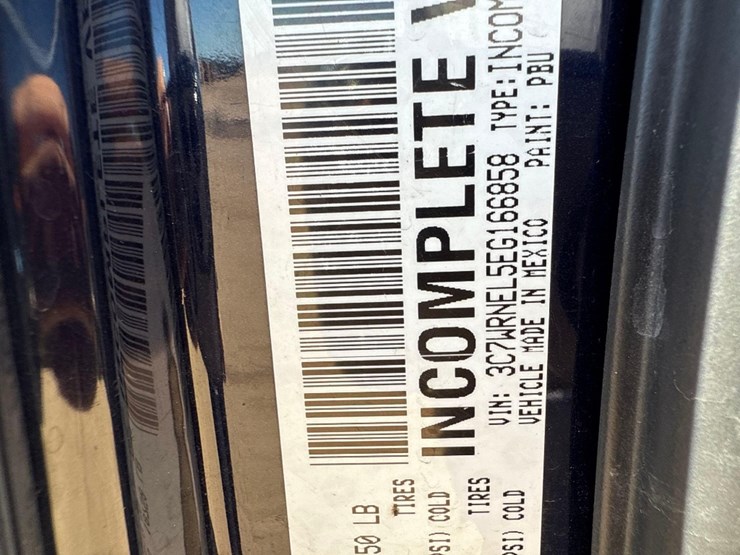 50 LB
TIRES
PSI) COLD
INCOMPLETE
TIRES
PSI) COLD
VIN: 3C7WRNEL5EG166858 TYPE: INCOM
VEHICLE MADE IN MEXICO PAINT: PBU